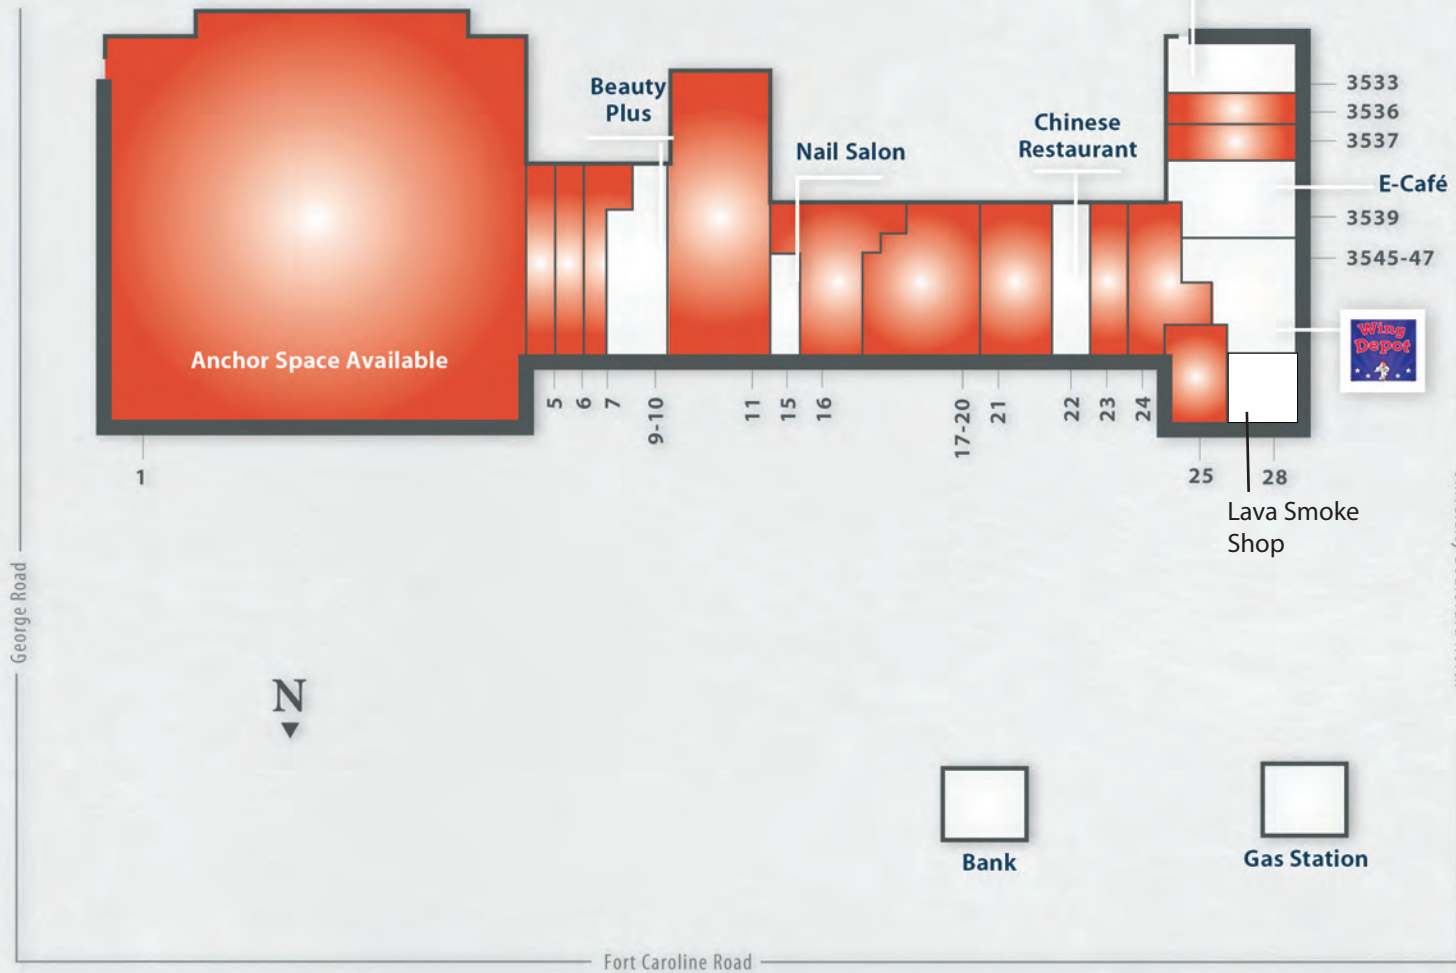 Beauty
Plus
Nail Salon
Chinese
Restaurant
3533
3536
3537
E-Café
3539
3545-47
Wing
Depot
Anchor Space Available
1
5
6
7
9-10
11
15
16
17-20
21
22
23
24
25
28
Lava Smoke
Shop
George Road
N
Bank
Gas Station
Fort Caroline Road